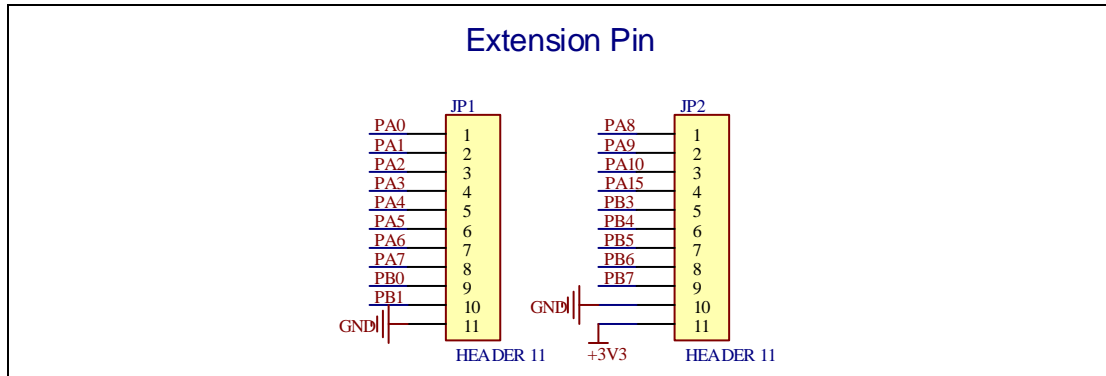 Extension Pin
JP1
PA0 1
PA1 2
PA2 3
PA3 4
PA4 5
PA5 6
PA6 7
PA7 8
PB0 9
PB1 10
GND 11
HEADER 11
JP2
PA8 1
PA9 2
PA10 3
PA15 4
PB3 5
PB4 6
PB5 7
PB6 8
PB7 9
GND 10
+3V3 11
HEADER 11